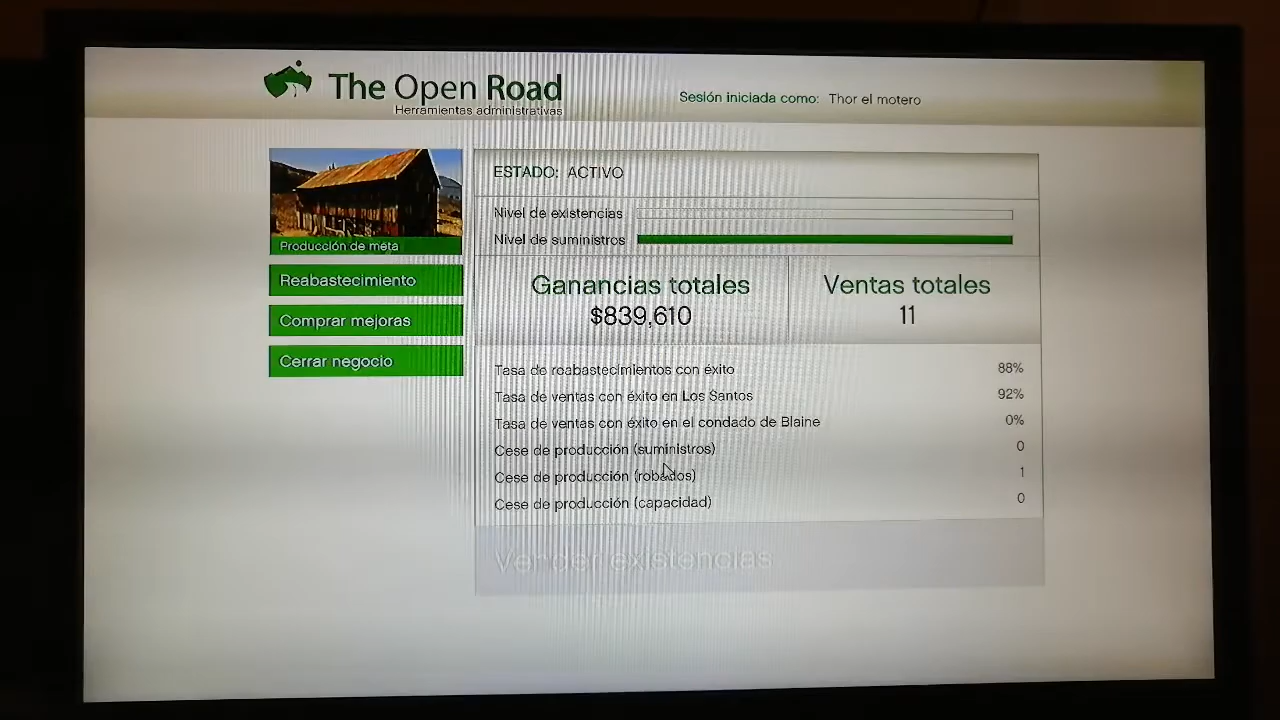 The Open Road
Herramientas administrativas
Sesión iniciada como: Thor el motero
Producción de meta
Reabastecimiento
Comprar mejoras
Cerrar negocio
ESTADO: ACTIVO
Nivel de existencias
Nivel de suministros
Ganancias totales
$839,610
Ventas totales
11
Tasa de reabastecimientos con éxito 88%
Tasa de ventas con éxito en Los Santos 92%
Tasa de ventas con éxito en el condado de Blaine 0%
Cese de producción (suministros) 0
Cese de producción (robados) 1
Cese de producción (capacidad) 0
Vender existencias